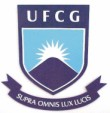 UFCG
SUPRA OMNIS LUX LUCIS